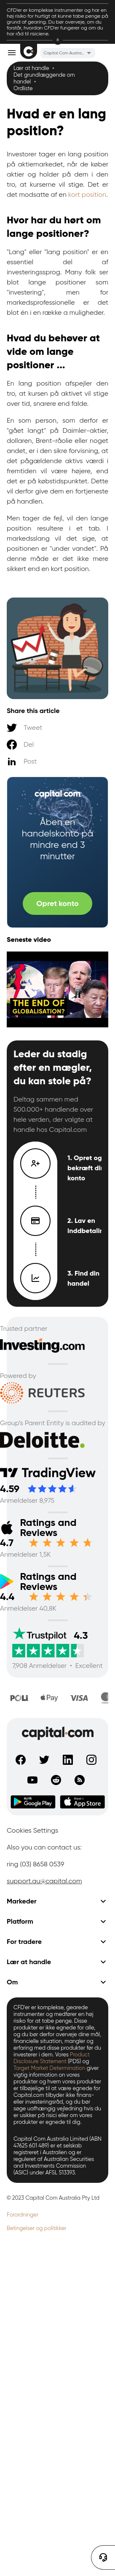 CFD'er er komplekse instrumenter og kan en
høj risiko for hurtigt at kunne tabe penge på
grund af gearing. Du bør overveje, om du
forstår, hvordan CFD'er fungerer og om du
har råd til risiciene.
Capital Com Austra...
Lær at handle •
Det grundlæggende om
handel •
Ordliste
Hvad er en lang
position?
Investorer tager en lang position
på aktiemarkedet, når de køber
aktier og holder på dem i den
tro, at kurserne vil stige. Det er
det modsatte af en kort position.
Hvor har du hørt om
lange positioner?
"Lang" eller "lang position" er en
essentiel del af
investeringssprog. Many folk ser
blot lange positioner som
"investering", men for
markedsprofessionelle er det
blot én i en række a muligheder.
Hvad du behøver at
vide om lange
positioner ...
En lang position afspejler den
tro, at kursen på aktivet vil stige
over tid, snarere end falde.
En som person, som derfor er
"gået langt" på Daimler-aktier,
dollaren, Brent-råolie eller noget
andet, er i den sikre forvisning, at
det pågældende aktivs værdi til
fremtiden vil være højere, end
det er på købstidspunktet. Dette
vil derfor give dem en fortjeneste
på handelen.
Men tager de fejl, vil den lange
position resultere i et tab. I
markedsslang vil det sige, at
positionen er "under vandet". På
denne måde er det ikke mere
sikkert end en kort position.
Share this article
Tweet
Del
Post
capital.com
Åben en
handelskonto på
mindre end 3
minutter
Opret konto
Seneste video
THE END OF
GLOBALISATION?
Leder du stadig
efter en mægler,
du kan stole på?
Deltag sammen med
500.000+ handlende over
hele verden, der valgte at
handle hos Capital.com
1. Opret og
bekræft din
konto
2. Lav en
inddbetaling
3. Find din
handel
Trusted partner
Investing.com
Powered by
REUTERS
Group's Parent Entity is audited by
Deloitte.
TradingView
4.59
Anmeldelser 8,975
Ratings and
Reviews
4.7
Anmeldelser 1,5K
Ratings and
Reviews
4.4
Anmeldelser 40,8K
Trustpilot 4.3
7,908 Anmeldelser • Excellent
POLi Pay VISA
capital.com
Google Play App Store
Cookies Settings
Also you can contact us:
ring (03) 8658 0539
support.au@capital.com
Markeder
Platform
For tradere
Lær at handle
Om
CFD'er er komplekse, gearede
instrumenter og medfører en høj
risiko for at tabe penge. Disse
produkter er ikke egnede for alle,
og du bør derfor overveje dine mål,
finansielle situation, mangler og
erfaring med disse produkter før du
investerer i dem. Vores Product
Disclosure Statement (PDS) og
Target Market Determination giver
vigtig information on vores
produkter og hvem vores produkter
er tilbøjelige til at være egnede for.
Capital.com tilbyder ikke finans-
eller investeringsråd, og du bør
søge uafhængig vejledning hvis du
er usikker på risici eller om vores
produkter er egnede til dig.
Capital Com Australia Limited (ABN
47625 601 489) er et selskab
registreret i Australien og er
reguleret af Australian Securities
and Investments Commission
(ASIC) under AFSL 513393.
© 2023 Capital Com Australia Pty Ltd
Forordninger
Betingelser og politikker